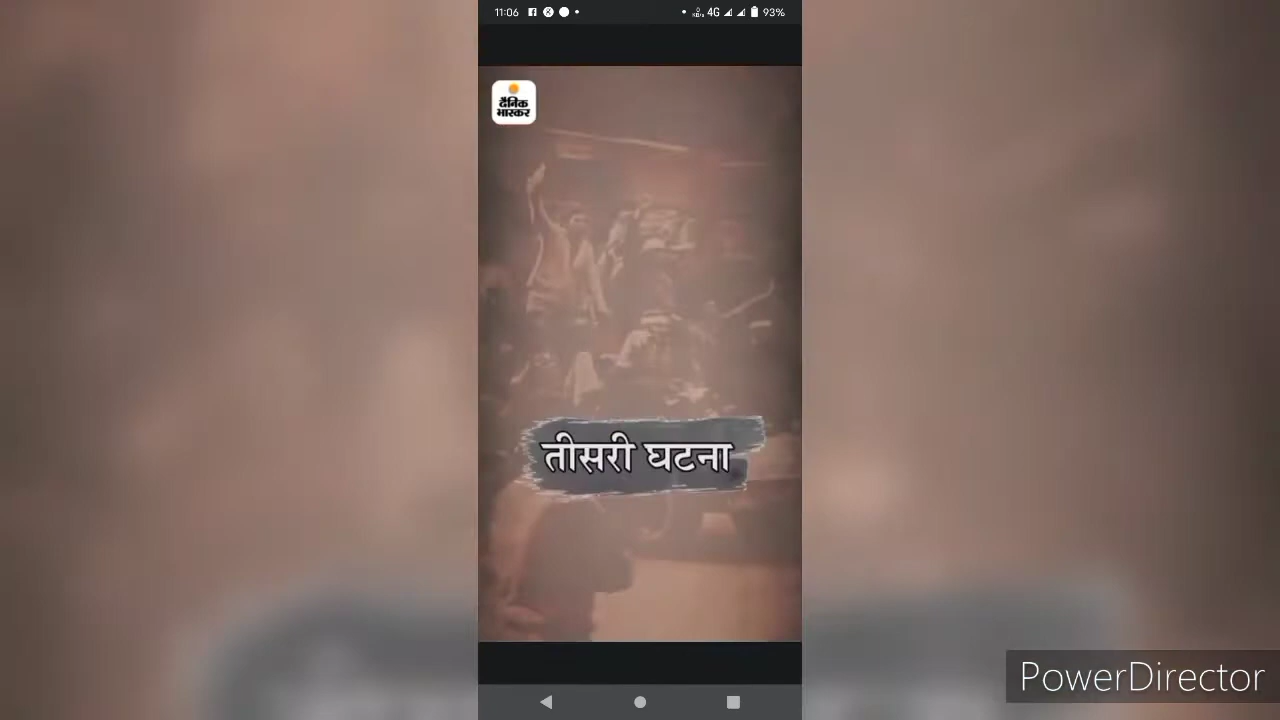 11:06
4G
93%
दैनिक
भास्कर
तीसरी घटना
PowerDirector